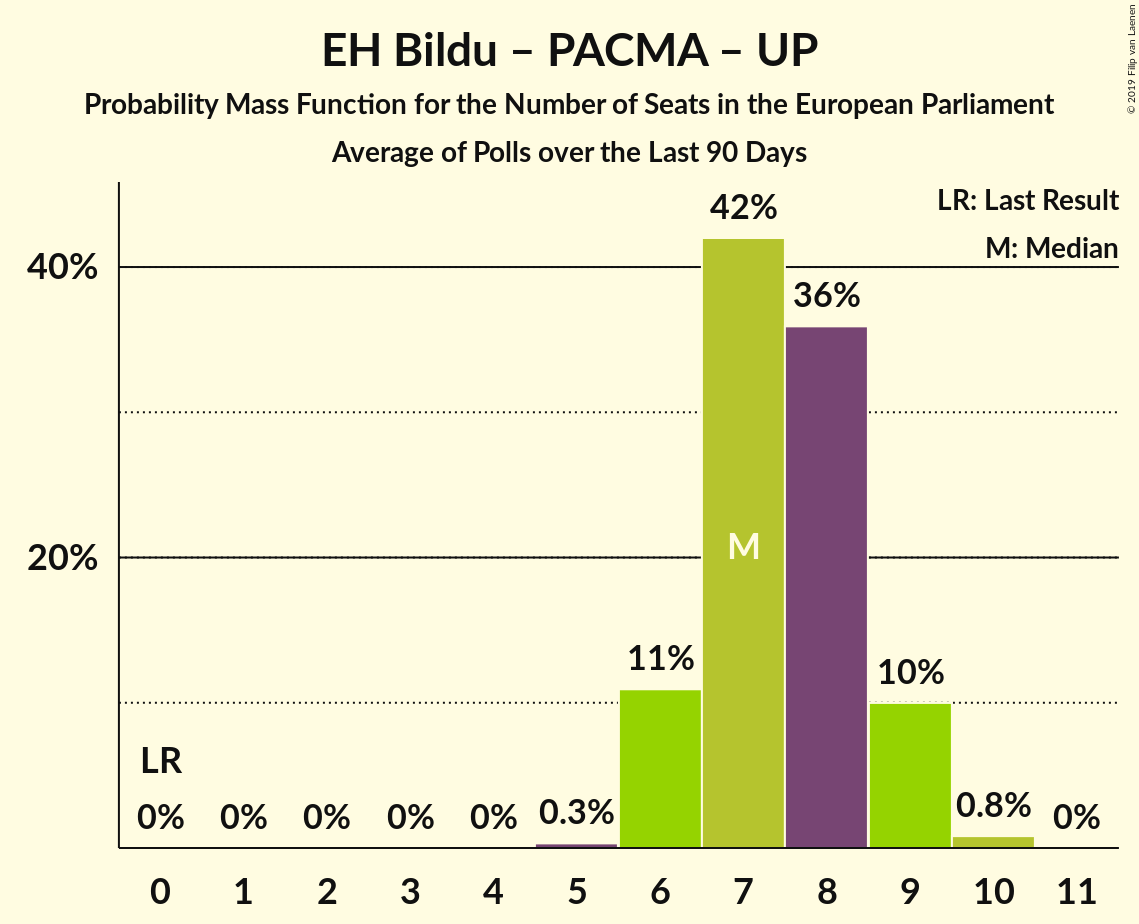 EH Bildu – PACMA – UP
Probability Mass Function for the Number of Seats in the European Parliament
Average of Polls over the Last 90 Days
© 2019 Filip van Laenen
LR: Last Result
M: Median
40%
20%
LR
0%
0%
0%
0%
0%
0.3%
11%
42%
M
36%
10%
0.8%
0%
0 1 2 3 4 5 6 7 8 9 10 11